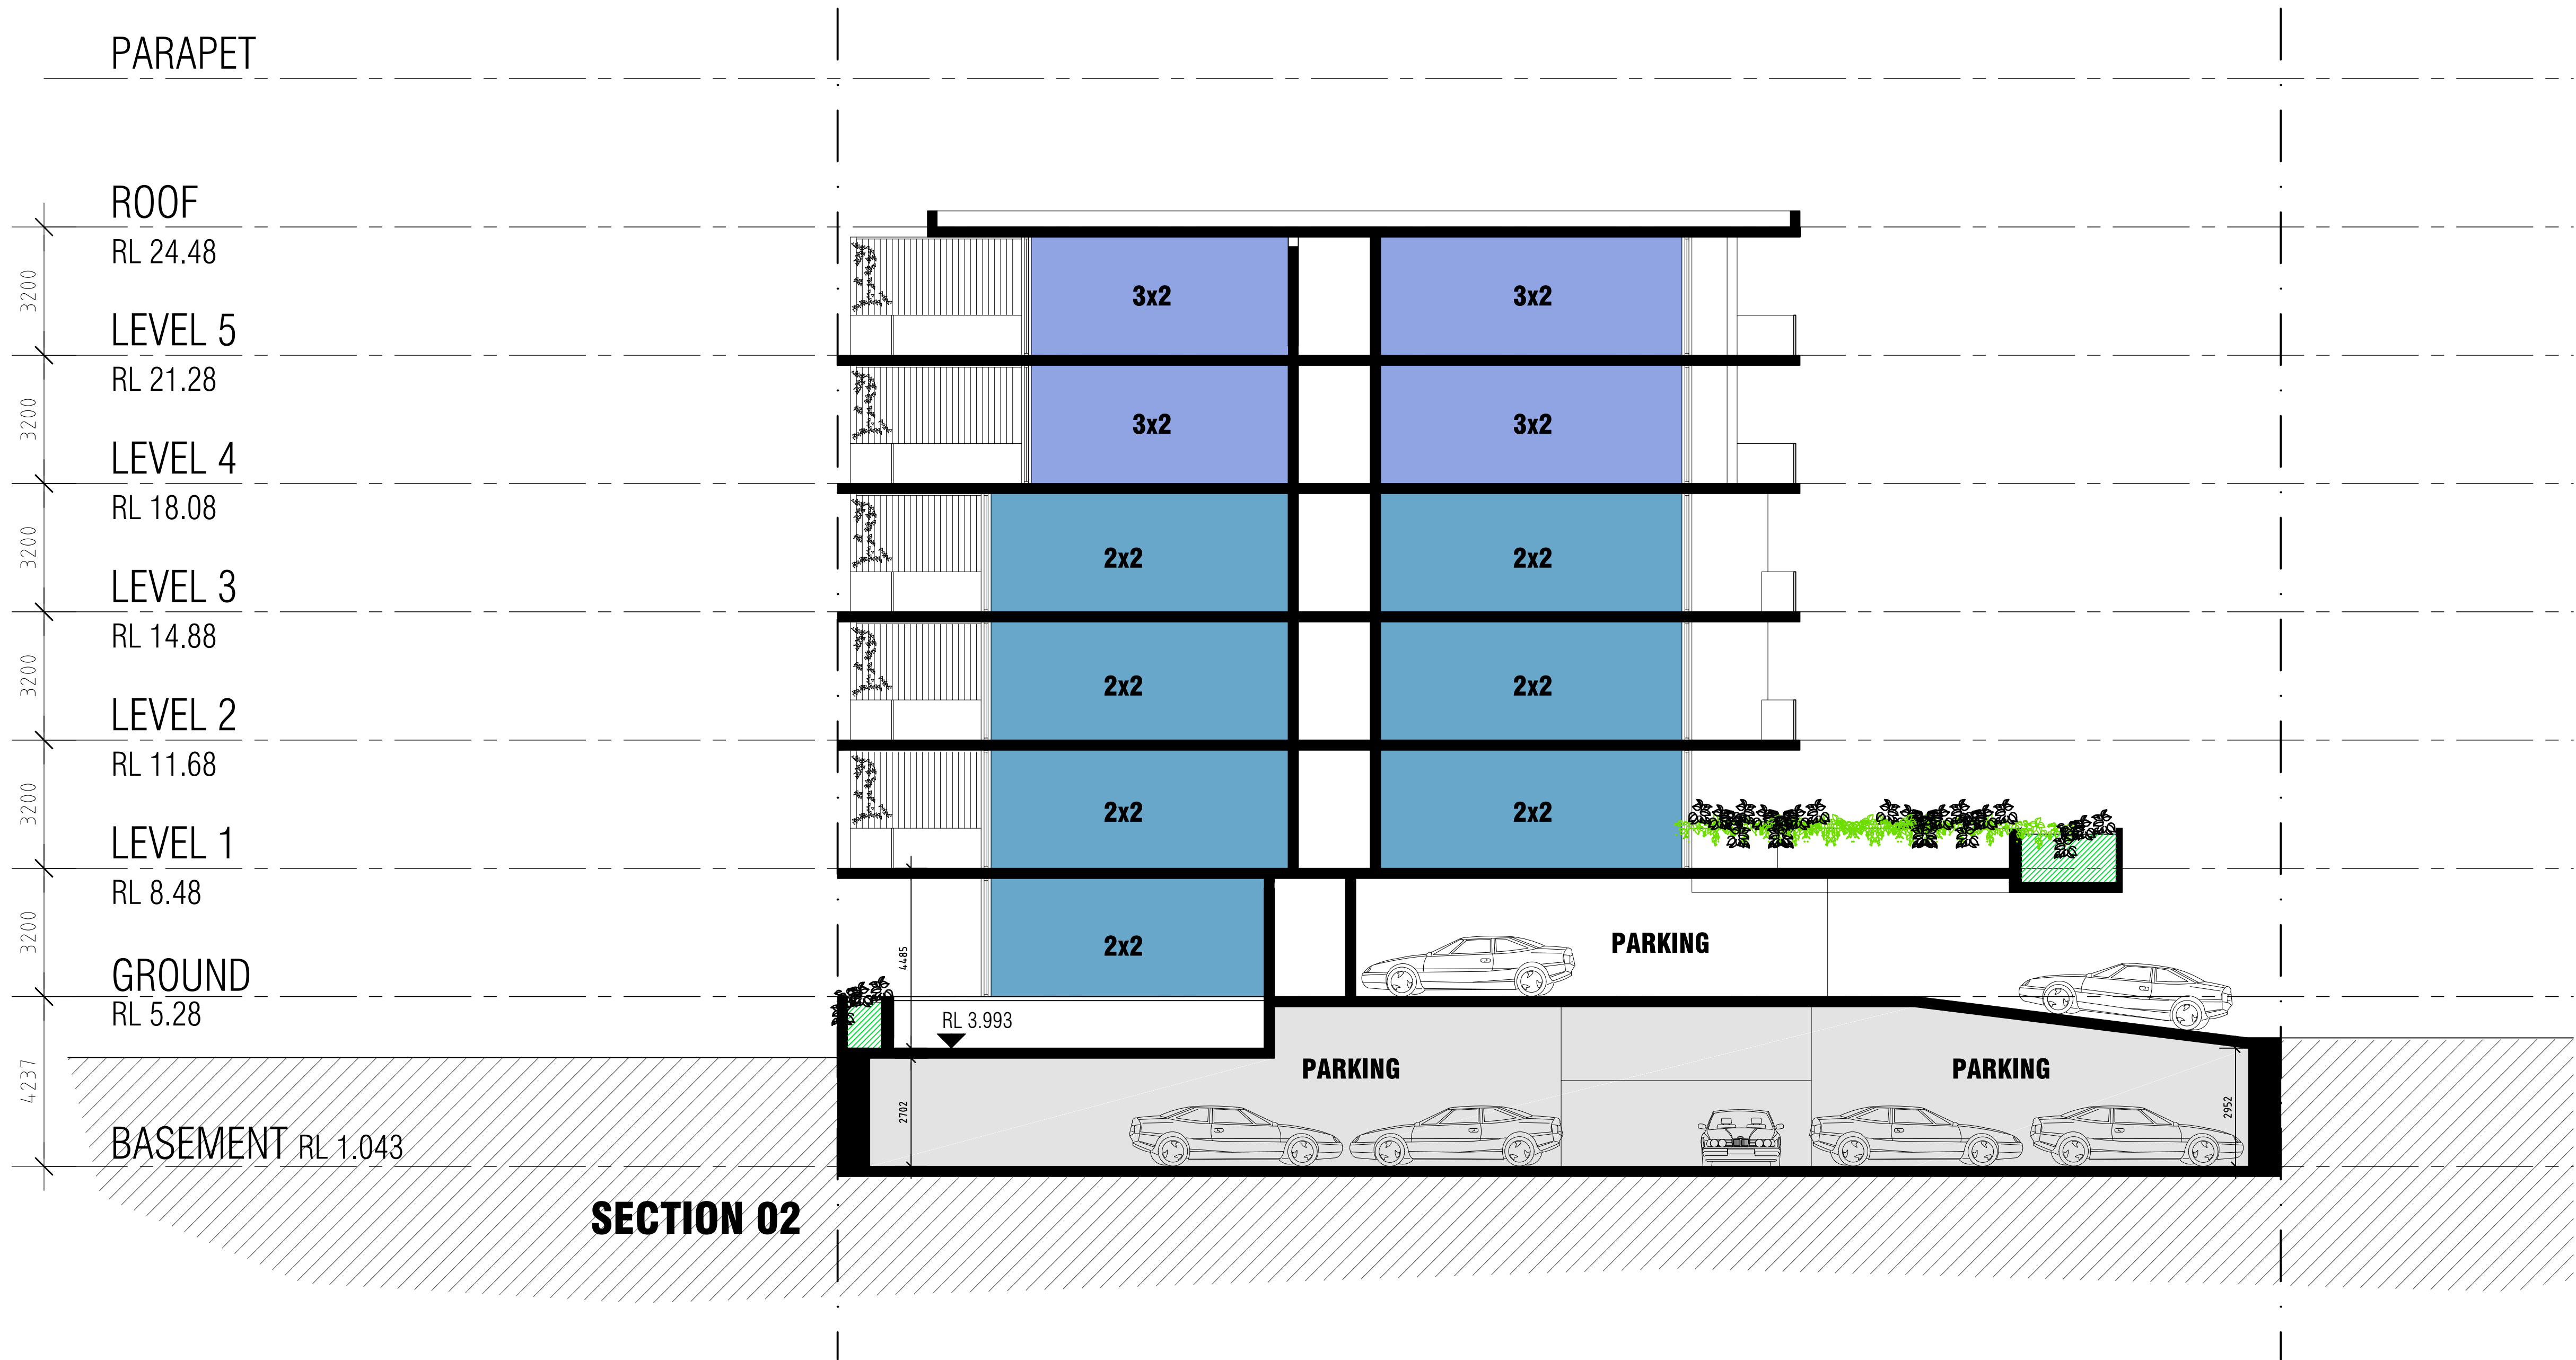 PARAPET
ROOF
RL 24.48
3200
3x2 3x2
LEVEL 5
RL 21.28
3200
3x2 3x2
LEVEL 4
RL 18.08
3200
2x2 2x2
LEVEL 3
RL 14.88
3200
2x2 2x2
LEVEL 2
RL 11.68
3200
2x2 2x2
LEVEL 1
RL 8.48
3200
2x2
4485
PARKING
GROUND
RL 5.28
RL 3.993
4237
PARKING
PARKING
2702
2952
BASEMENT RL 1.043
SECTION 02